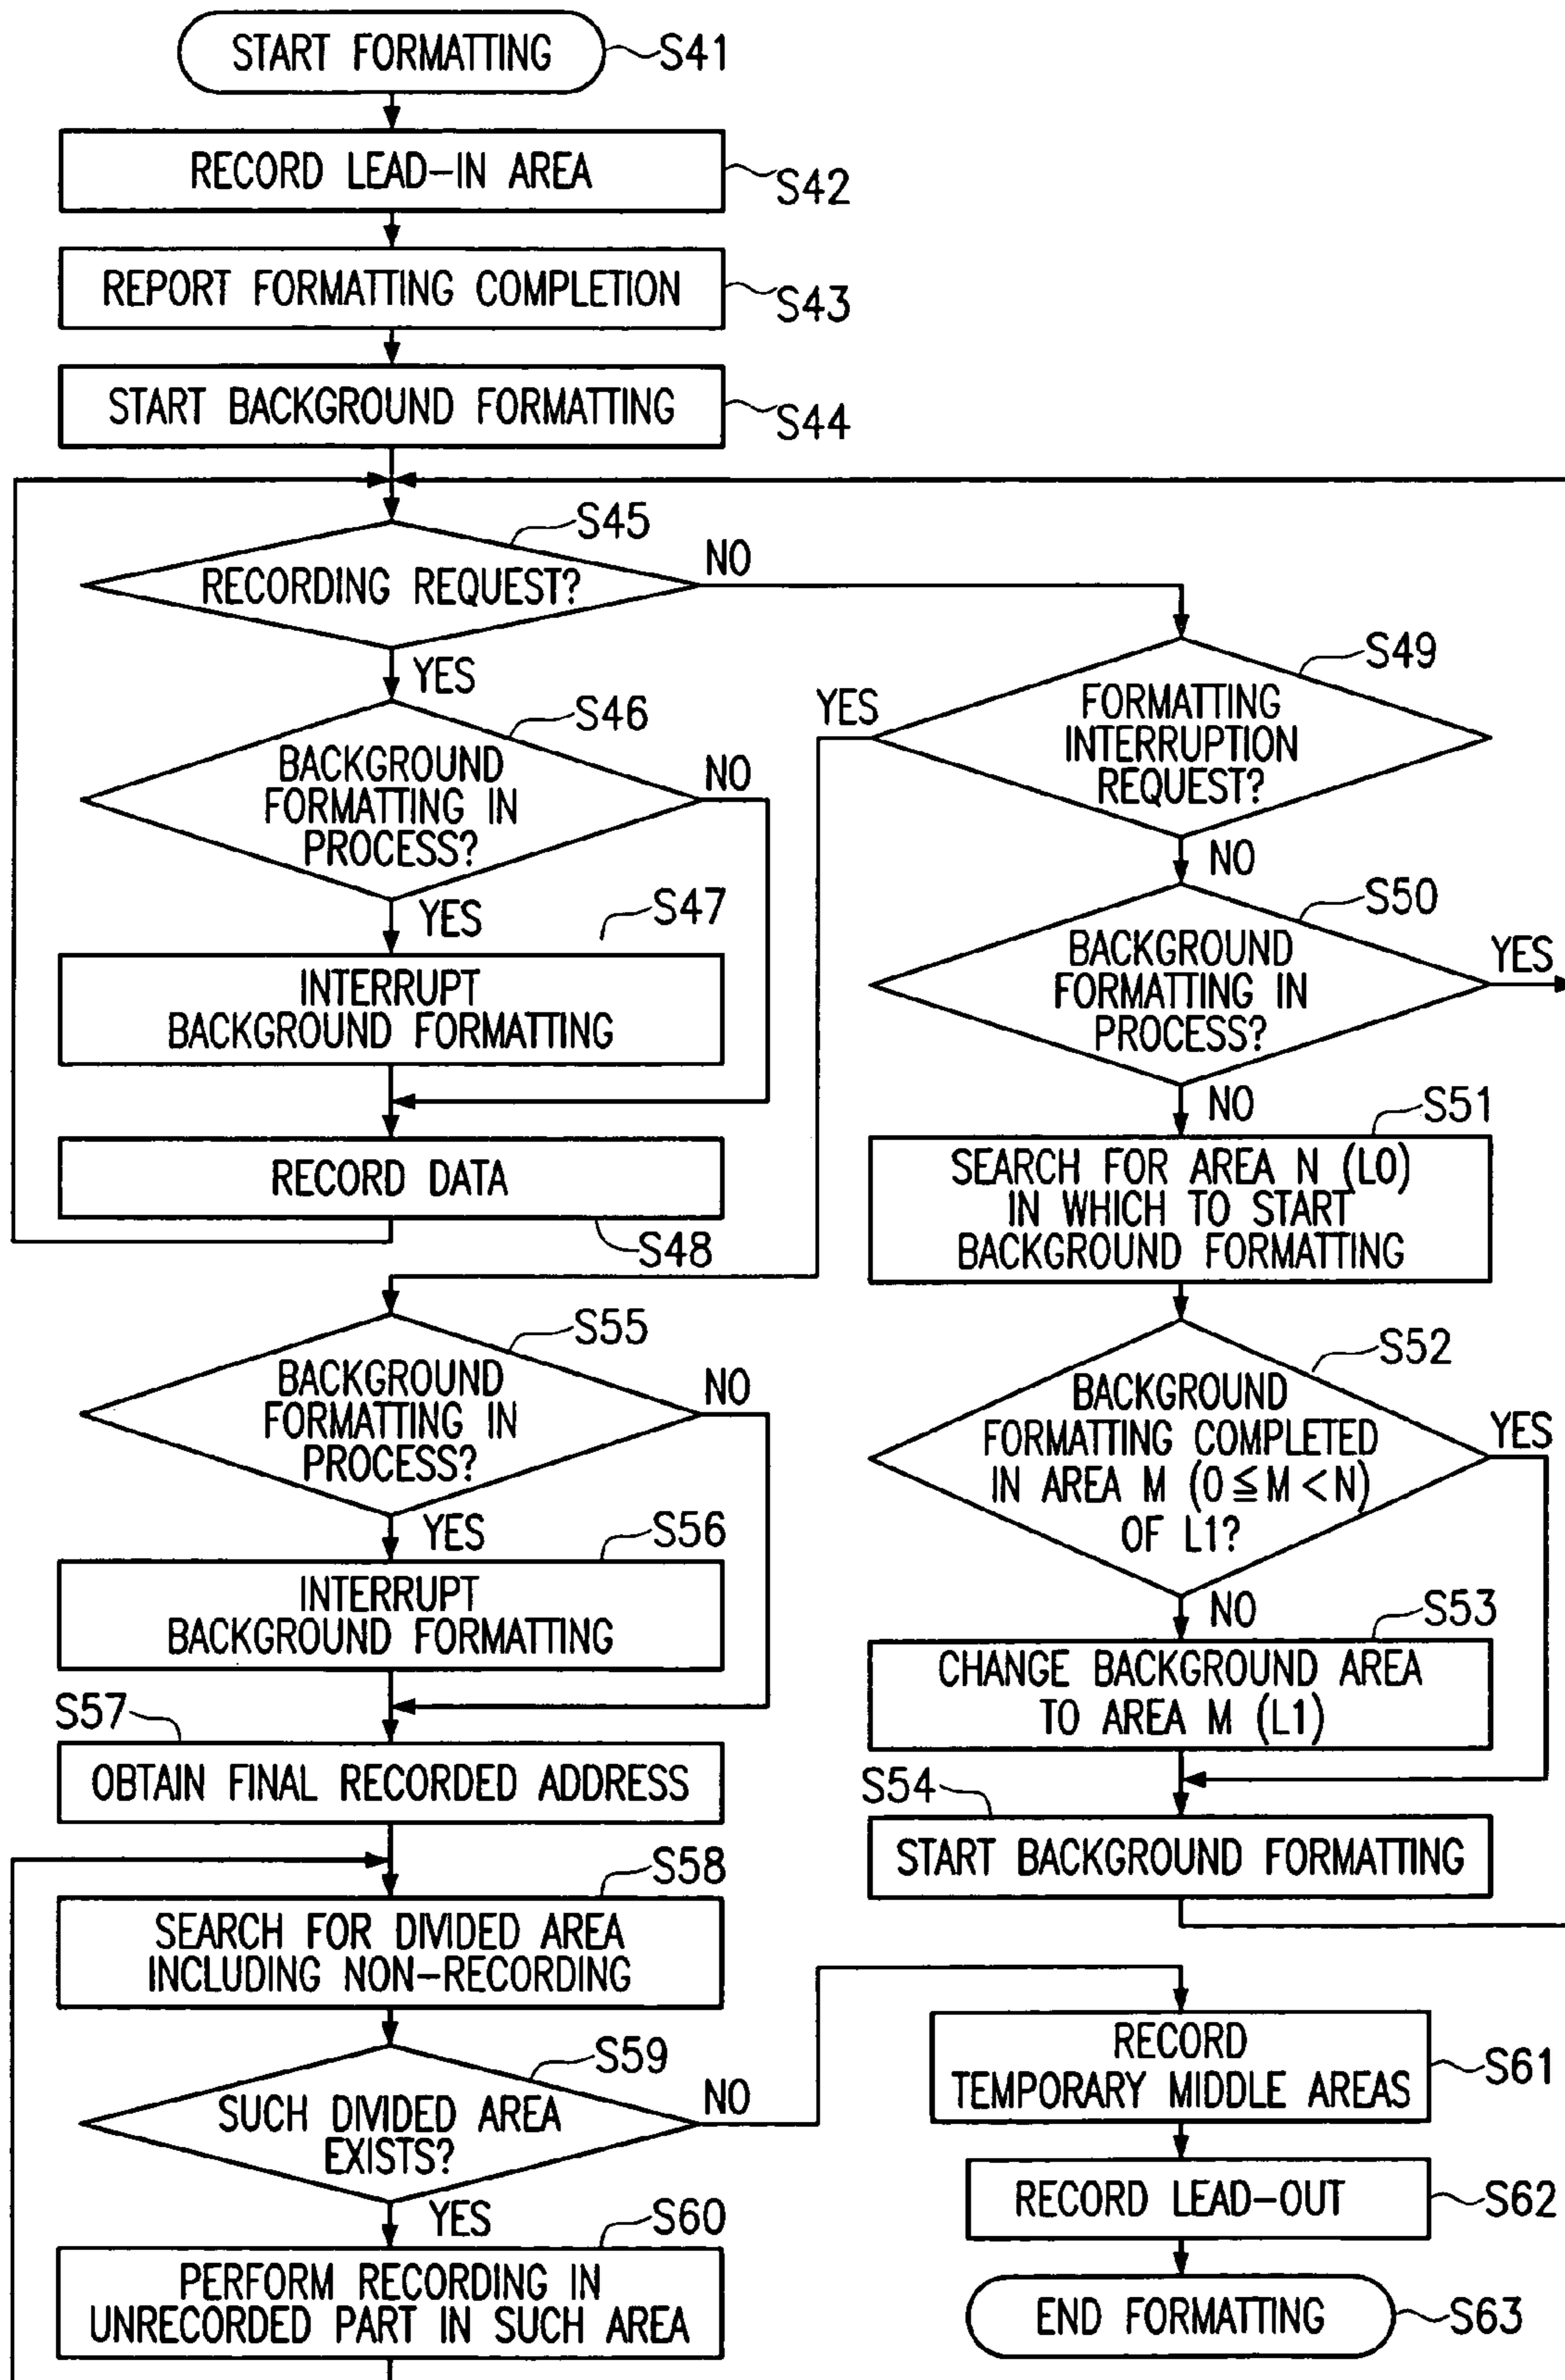 START FORMATTING
S41
RECORD LEAD-IN AREA
S42
REPORT FORMATTING COMPLETION
S43
START BACKGROUND FORMATTING
S44
S45
RECORDING REQUEST?
NO
YES
S46
BACKGROUND
FORMATTING IN
PROCESS?
NO
YES
S47
INTERRUPT
BACKGROUND FORMATTING
RECORD DATA
S48
S49
FORMATTING
INTERRUPTION
REQUEST?
YES
NO
S50
BACKGROUND
FORMATTING IN
PROCESS?
YES
NO
S51
SEARCH FOR AREA N (L0)
IN WHICH TO START
BACKGROUND FORMATTING
S52
BACKGROUND
FORMATTING COMPLETED
IN AREA M (0≦M<N)
OF L1?
YES
NO
S53
CHANGE BACKGROUND AREA
TO AREA M (L1)
S54
START BACKGROUND FORMATTING
S55
BACKGROUND
FORMATTING IN
PROCESS?
NO
YES
S56
INTERRUPT
BACKGROUND FORMATTING
S57
OBTAIN FINAL RECORDED ADDRESS
S58
SEARCH FOR DIVIDED AREA
INCLUDING NON-RECORDING
S59
SUCH DIVIDED AREA
EXISTS?
NO
YES
S60
PERFORM RECORDING IN
UNRECORDED PART IN SUCH AREA
RECORD
TEMPORARY MIDDLE AREAS
S61
RECORD LEAD-OUT
S62
END FORMATTING
S63